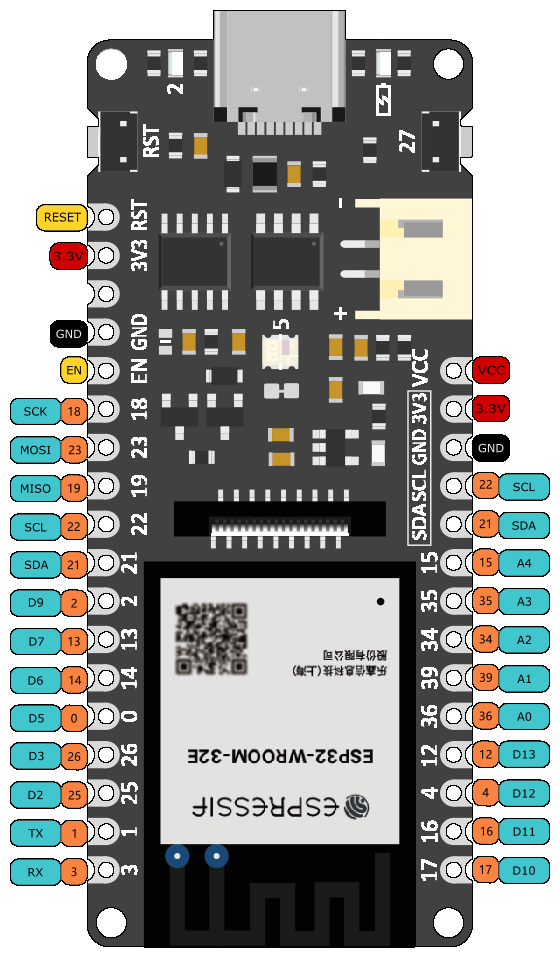 2
RST
27
RESET
RST
3.3V
3V3
-
+
GND
GND
EN
EN
5
SCK 18
18
MOSI 23
23
MISO 19
19
SCL 22
22
SDA 21
21
D9 2
2
D7 13
13
D6 14
14
D5 0
0
D3 26
26
D2 25
25
TX 1
1
RX 3
3
VCC
VCC
3V3
3.3V
GND
GND
SCL
22 SCL
SDA
21 SDA
15
15 A4
35
35 A3
34
34 A2
39
39 A1
36
36 A0
12
12 D13
4
4 D12
16
16 D11
17
17 D10
乐鑫信息科技(上海)
股份有限公司
ESP32-WROOM-32E
ESPRESSIF